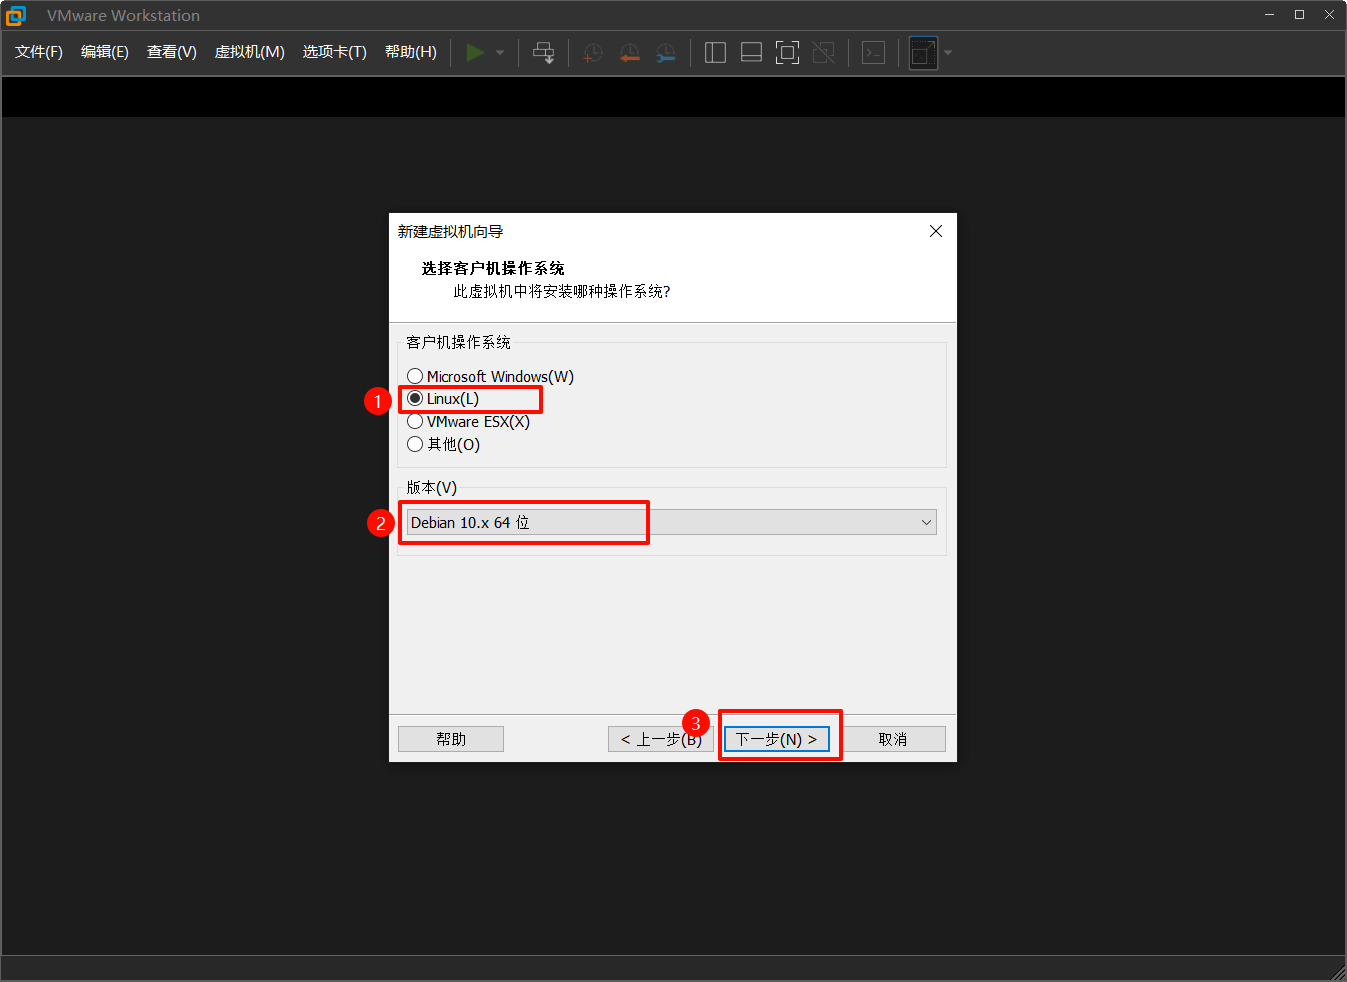 VMware Workstation
文件(F) 编辑(E) 查看(V) 虚拟机(M) 选项卡(T) 帮助(H)
新建虚拟机向导
选择客户机操作系统
此虚拟机中将安装哪种操作系统?
客户机操作系统
Microsoft Windows(W)
1 Linux(L)
VMware ESX(X)
其他(O)
版本(V)
2 Debian 10.x 64 位
3
帮助 < 上一步(B) 下一步(N) > 取消